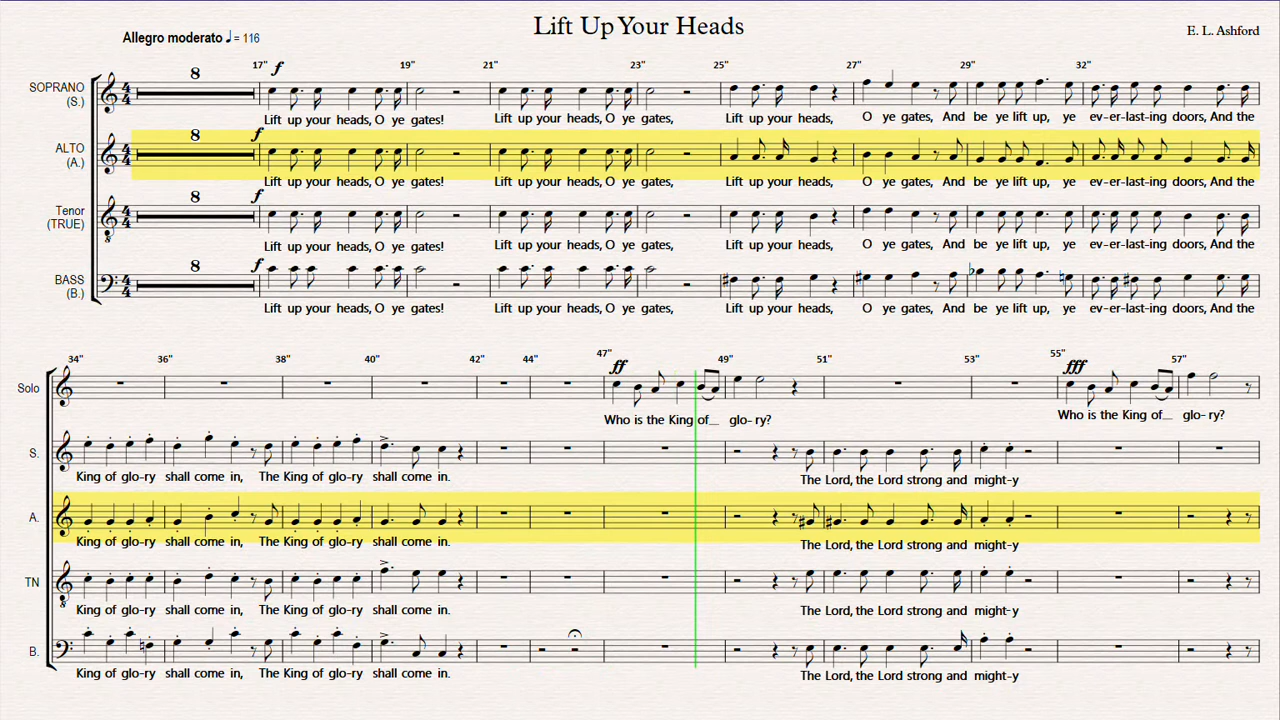 Lift Up Your Heads
Allegro moderato ♩ = 116
E. L. Ashford
8 17" f 19" 21" 23" 25" 27" 29" 32"
SOPRANO (S.)
Lift up your heads, O ye gates! Lift up your heads, O ye gates, Lift up your heads, O ye gates, And be ye lift up, ye ev-er-last-ing doors, And the
8 f
ALTO (A.)
Lift up your heads, O ye gates! Lift up your heads, O ye gates, Lift up your heads, O ye gates, And be ye lift up, ye ev-er-last-ing doors, And the
8 f
Tenor (TRUE)
Lift up your heads, O ye gates! Lift up your heads, O ye gates, Lift up your heads, O ye gates, And be ye lift up, ye ev-er-last-ing doors, And the
8 f
BASS (B.)
Lift up your heads, O ye gates! Lift up your heads, O ye gates, Lift up your heads, O ye gates, And be ye lift up, ye ev-er-last-ing doors, And the
34" 36" 38" 40" 42" 44" 47" 49" 51" 53" 55" 57"
Solo ff fff
Who is the King of_ glo-ry? Who is the King of_ glo-ry?
S.
King of glo-ry shall come in, The King of glo-ry shall come in. The Lord, the Lord strong and might-y
A.
King of glo-ry shall come in, The King of glo-ry shall come in. The Lord, the Lord strong and might-y
TN
King of glo-ry shall come in, The King of glo-ry shall come in. The Lord, the Lord strong and might-y
B.
King of glo-ry shall come in, The King of glo-ry shall come in. The Lord, the Lord strong and might-y